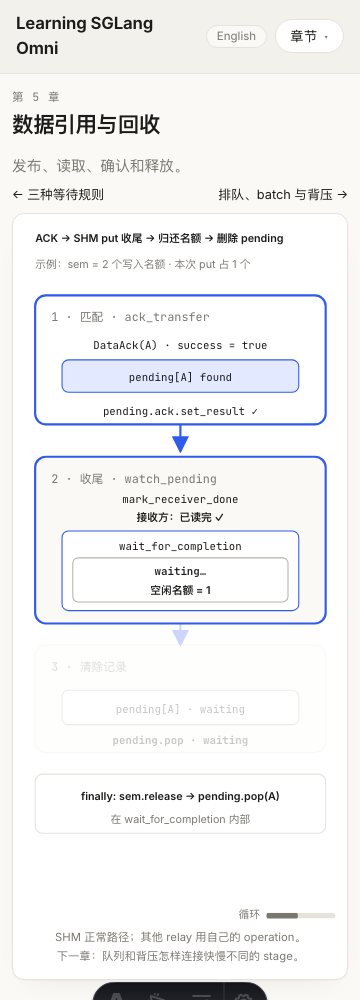 Learning SGLang
Omni
English
章节
第 5 章
数据引用与回收
发布、读取、确认和释放。
← 三种等待规则
排队、batch 与背压 →
ACK → SHM put 收尾 → 归还名额 → 删除 pending
示例：sem = 2 个写入名额 · 本次 put 占 1 个
1 · 匹配 · ack_transfer
DataAck(A) · success = true
pending[A] found
pending.ack.set_result ✓
2 · 收尾 · watch_pending
mark_receiver_done
接收方：已读完 ✓
wait_for_completion
waiting…
空闲名额 = 1
3 · 清除记录
pending[A] · waiting
pending.pop · waiting
finally: sem.release → pending.pop(A)
在 wait_for_completion 内部
循环
SHM 正常路径；其他 relay 用自己的 operation。
下一章：队列和背压怎样连接快慢不同的 stage。